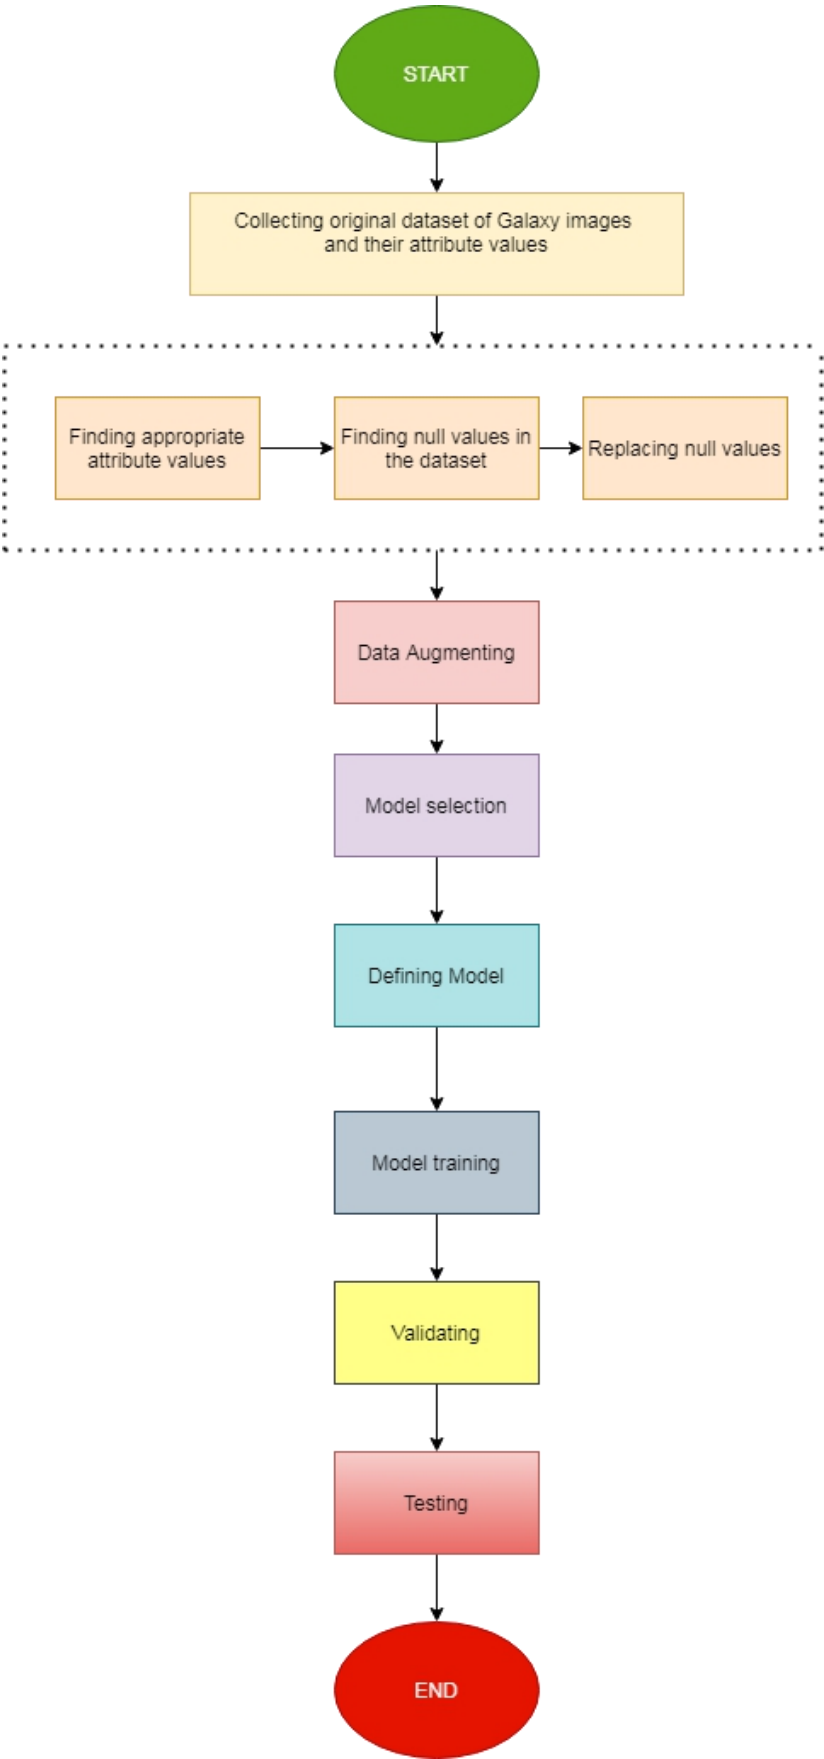 START
Collecting original dataset of Galaxy images
and their attribute values
Finding appropriate
attribute values
Finding null values in
the dataset
Replacing null values
Data Augmenting
Model selection
Defining Model
Model training
Validating
Testing
END